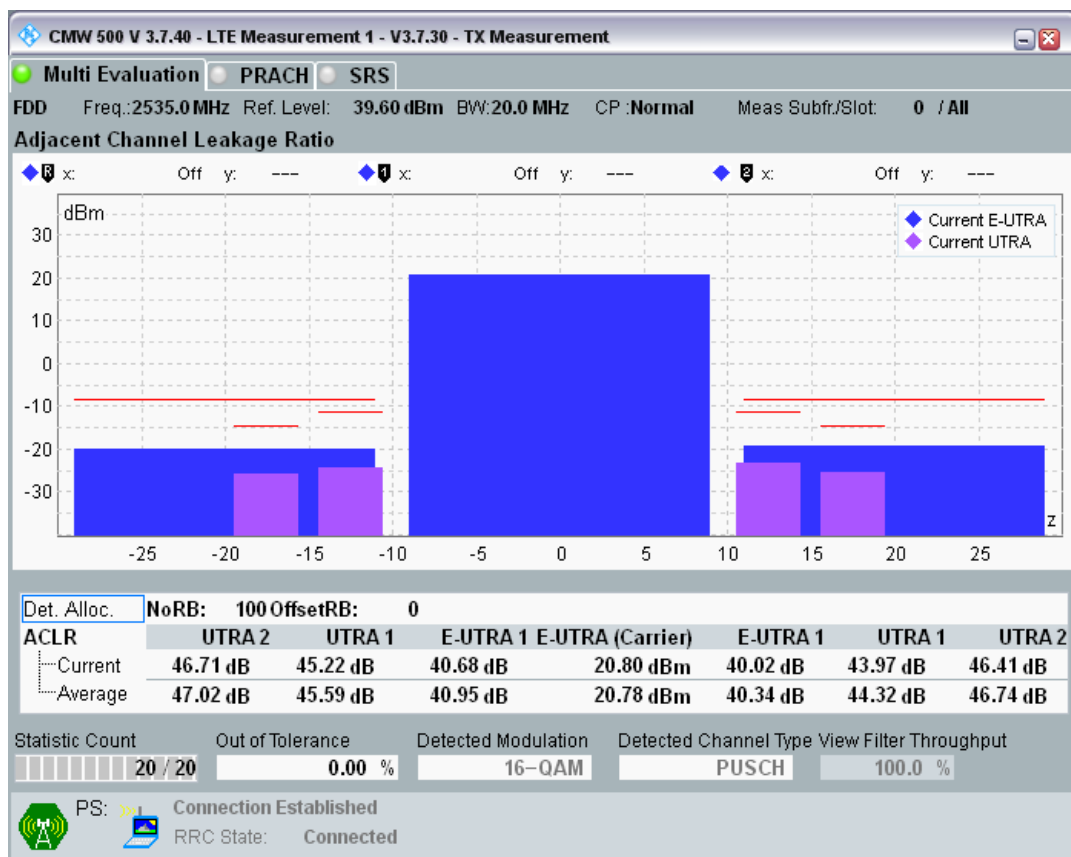 CMW 500 V 3.7.40 - LTE Measurement 1 - V3.7.30 - TX Measurement
Multi Evaluation PRACH SRS
FDD Freq.:2535.0 MHz Ref. Level: 39.60 dBm BW:20.0 MHz CP :Normal Meas Subfr./Slot: 0 / All
Adjacent Channel Leakage Ratio
R x: Off y: --- 1 x: Off y: --- 2 x: Off y: ---
dBm
Current E-UTRA
Current UTRA
30
20
10
0
-10
-20
-30
z
-25 -20 -15 -10 -5 0 5 10 15 20 25
Det. Alloc. NoRB: 100 OffsetRB: 0
ACLR UTRA 2 UTRA 1 E-UTRA 1 E-UTRA (Carrier) E-UTRA 1 UTRA 1 UTRA 2
Current 46.71 dB 45.22 dB 40.68 dB 20.80 dBm 40.02 dB 43.97 dB 46.41 dB
Average 47.02 dB 45.59 dB 40.95 dB 20.78 dBm 40.34 dB 44.32 dB 46.74 dB
Statistic Count Out of Tolerance Detected Modulation Detected Channel Type View Filter Throughput
20 / 20 0.00 % 16-QAM PUSCH 100.0 %
PS: Connection Established
RRC State: Connected